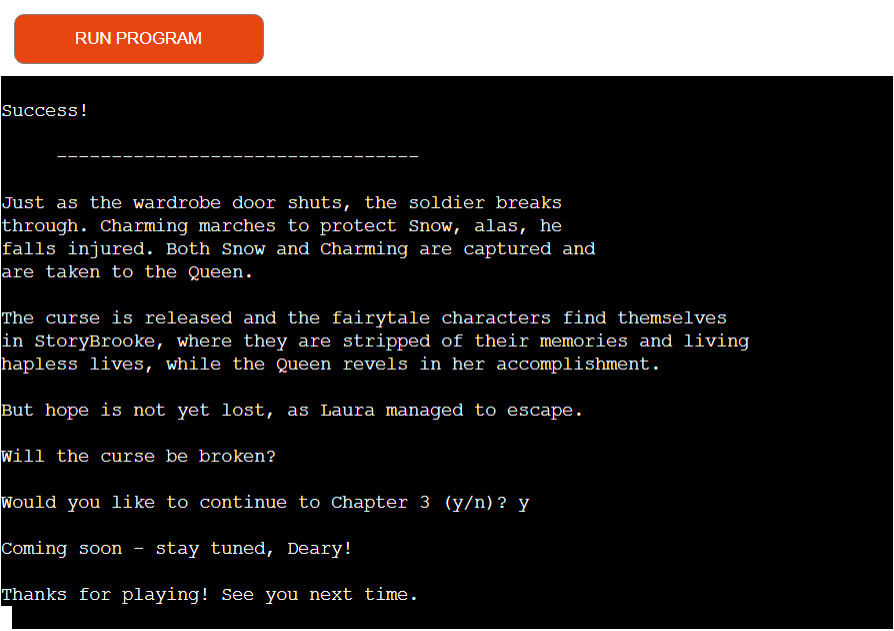 RUN PROGRAM
Success!
---------------------------------
Just as the wardrobe door shuts, the soldier breaks
through. Charming marches to protect Snow, alas, he
falls injured. Both Snow and Charming are captured and
are taken to the Queen.
The curse is released and the fairytale characters find themselves
in StoryBrooke, where they are stripped of their memories and living
hapless lives, while the Queen revels in her accomplishment.
But hope is not yet lost, as Laura managed to escape.
Will the curse be broken?
Would you like to continue to Chapter 3 (y/n)? y
Coming soon - stay tuned, Deary!
Thanks for playing! See you next time.